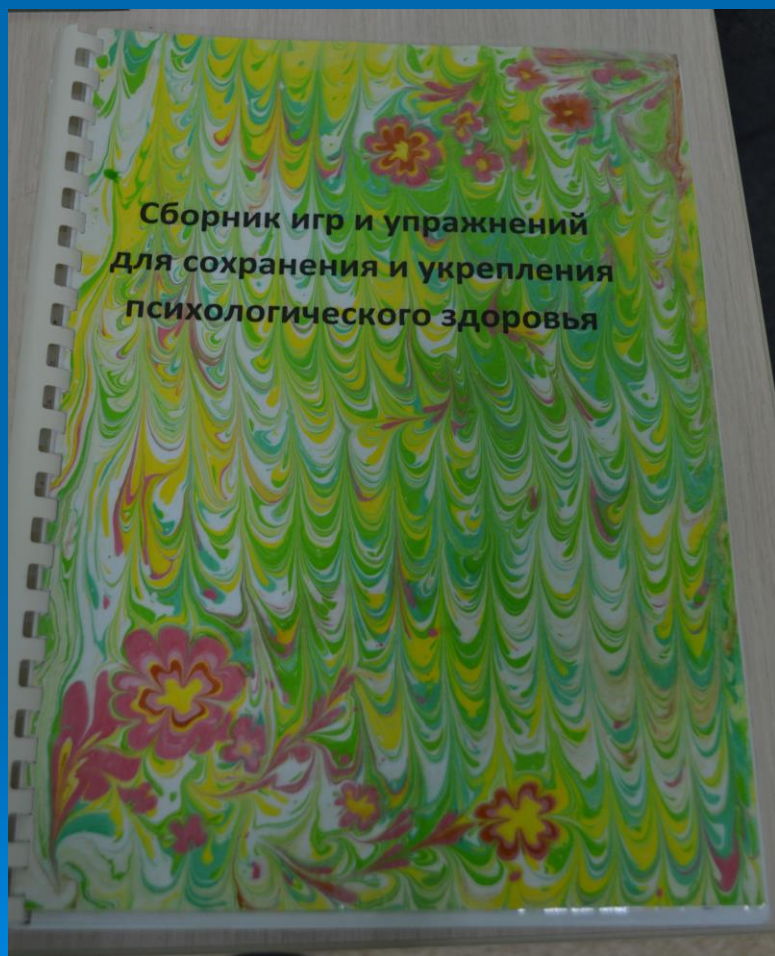 Сборник игр и упражнений
для сохранения и укрепления
психологического здоровья